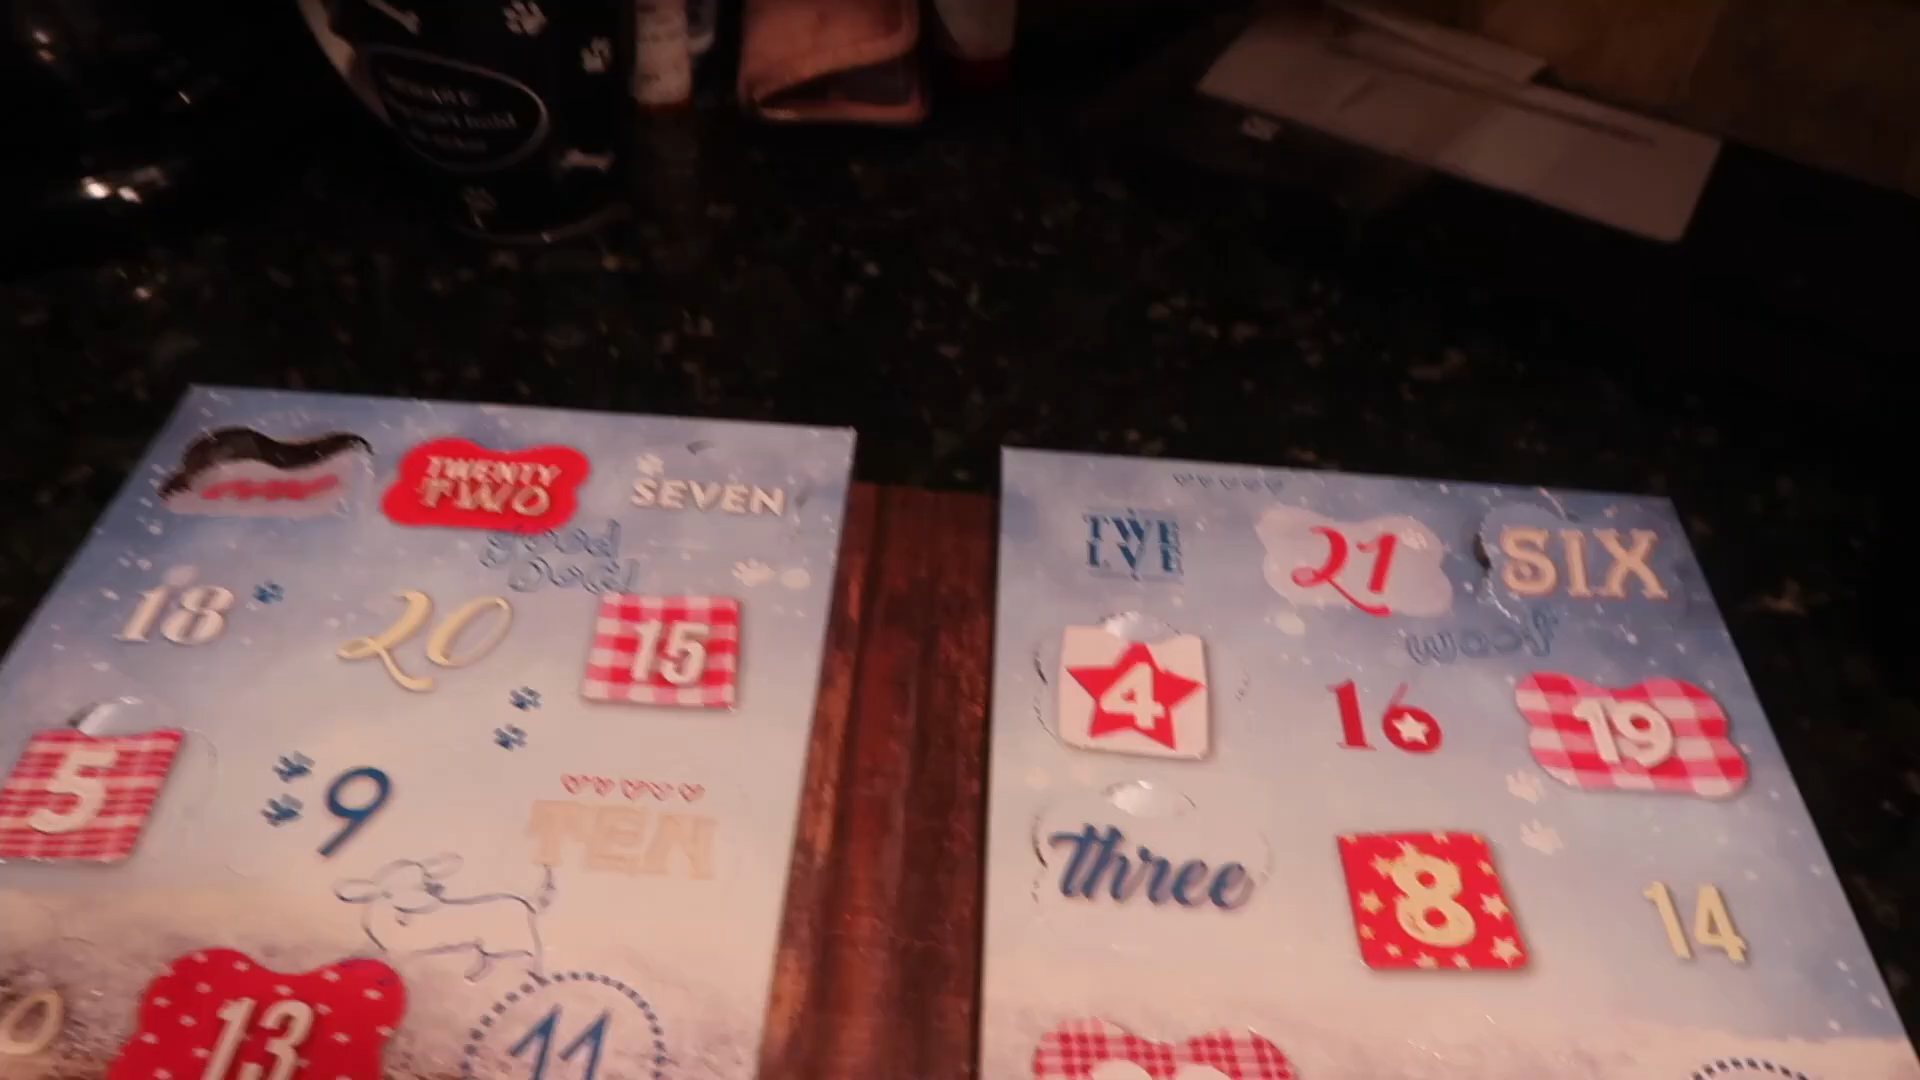 TWENTY
TWO
SEVEN
good
DOG!
18
20
15
5
9
TEN
13
11
TWE
LVE
21
SIX
woof
4
16
19
three
8
14